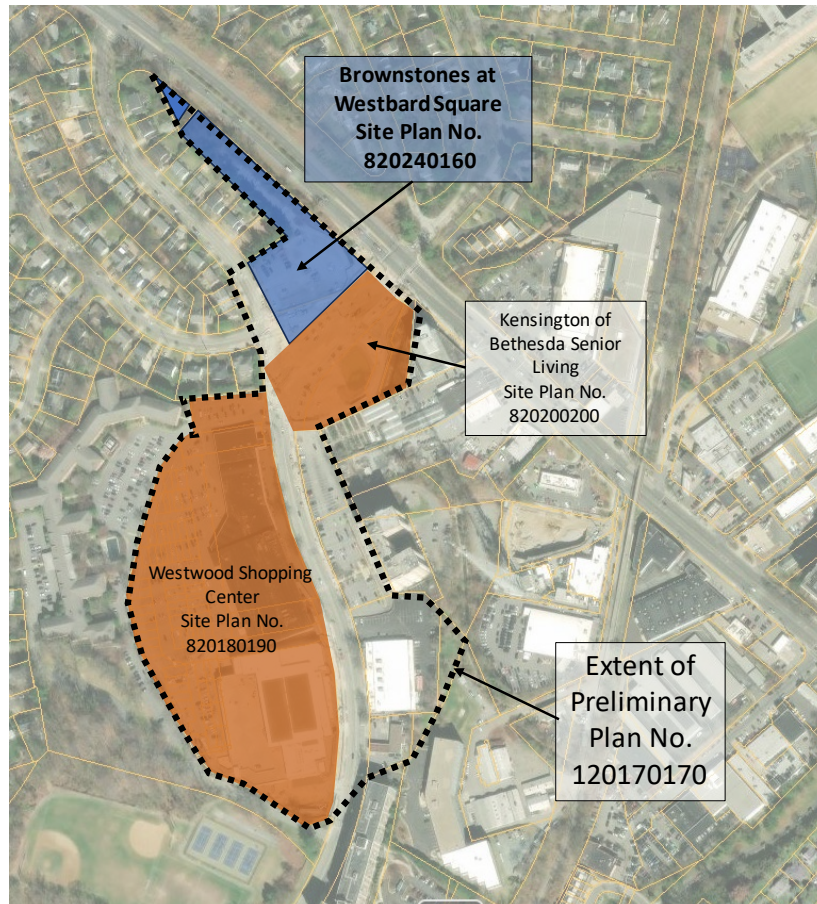 Brownstones at
Westbard Square
Site Plan No.
820240160
Kensington of
Bethesda Senior
Living
Site Plan No.
820200200
Westwood Shopping
Center
Site Plan No.
820180190
Extent of
Preliminary
Plan No.
120170170